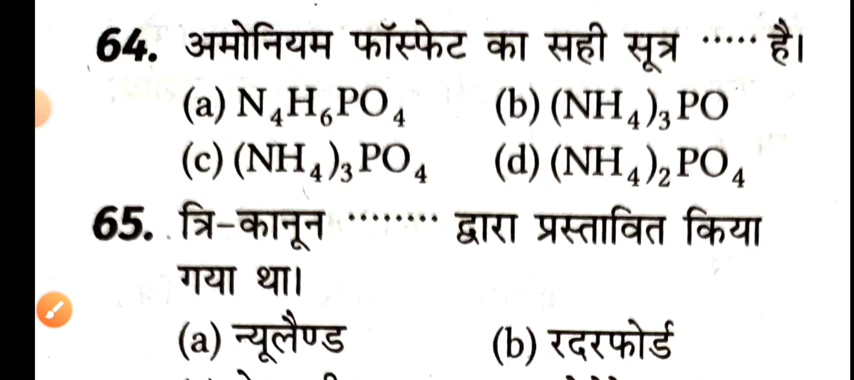 64. अमोनियम फॉस्फेट का सही सूत्र ..... है।
(a) N₄H₆PO₄ (b) (NH₄)₃PO
(c) (NH₄)₃PO₄ (d) (NH₄)₂PO₄
65. त्रि-कानून ........ द्वारा प्रस्तावित किया
गया था।
(a) न्यूलैण्ड (b) रदरफोर्ड